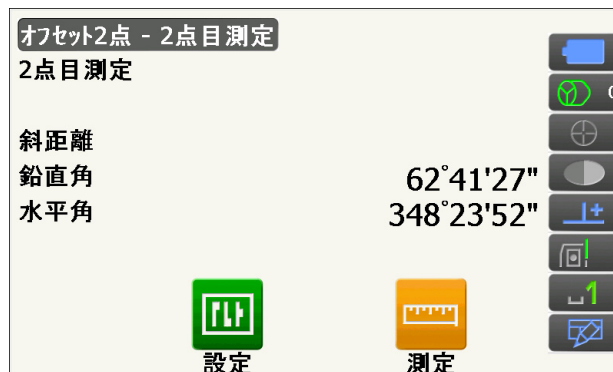 オフセット2点 - 2点目測定
2点目測定
斜距離
鉛直角 62°41'27"
水平角 348°23'52"
設定 測定